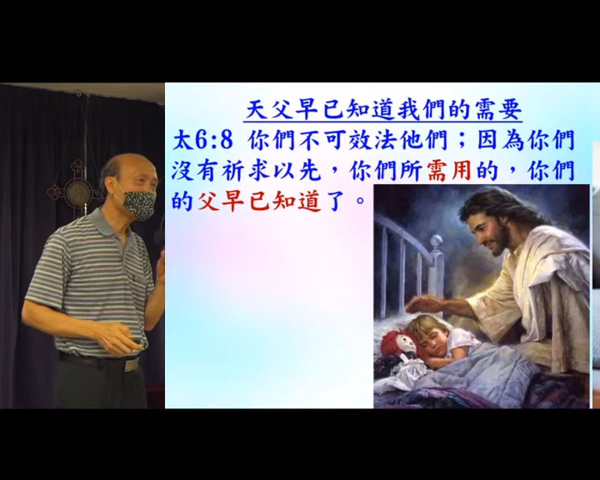 天父早已知道我們的需要
太6:8 你們不可效法他們；因為你們
沒有祈求以先，你們所需用的，你們
的父早已知道了。